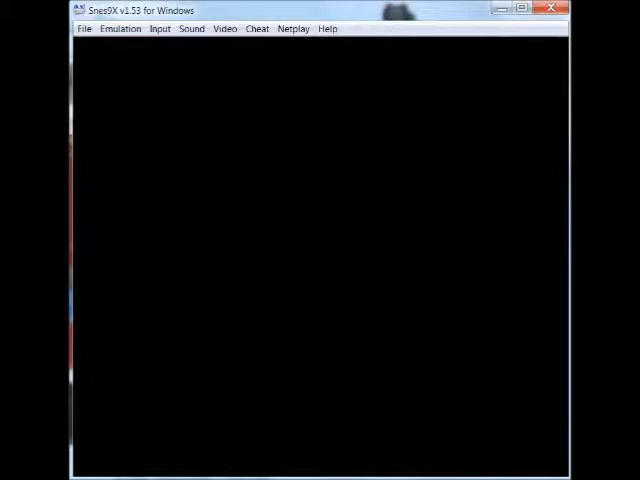 Snes9X v1.53 for Windows
File Emulation Input Sound Video Cheat Netplay Help